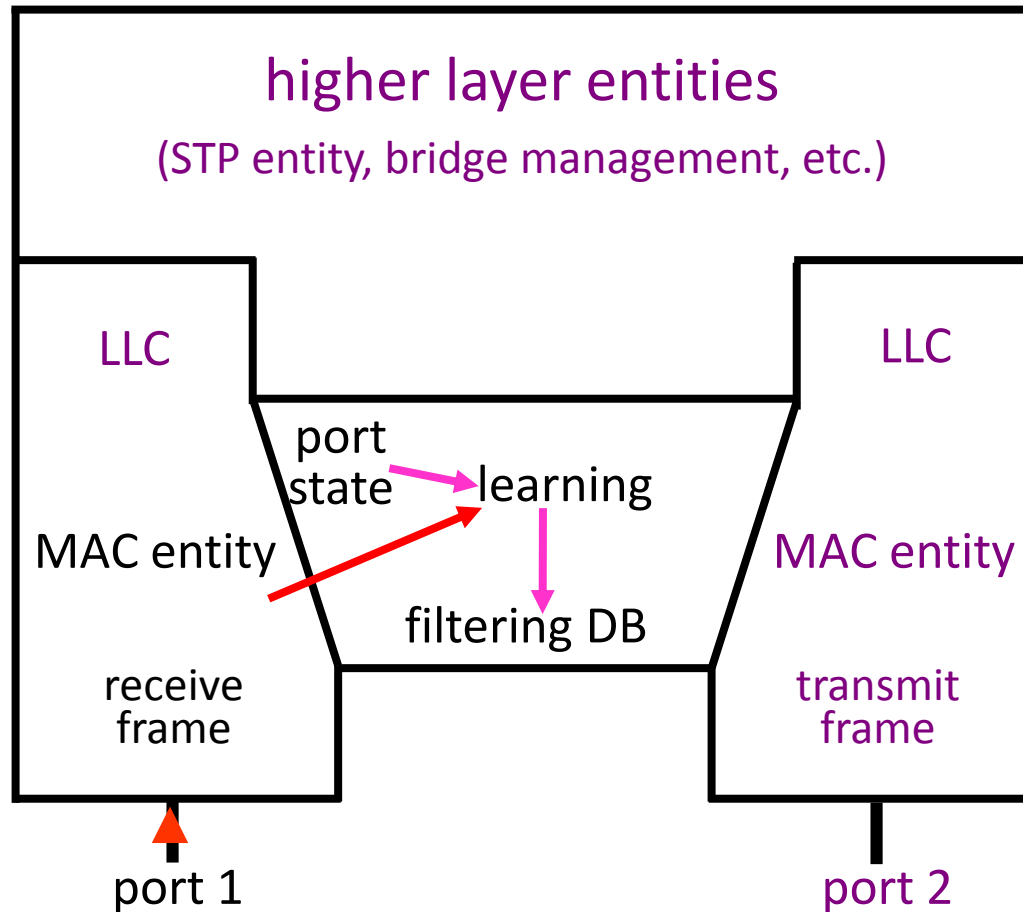 higher layer entities
(STP entity, bridge management, etc.)
LLC
LLC
port
state
learning
MAC entity
MAC entity
filtering DB
receive
frame
transmit
frame
port 1
port 2